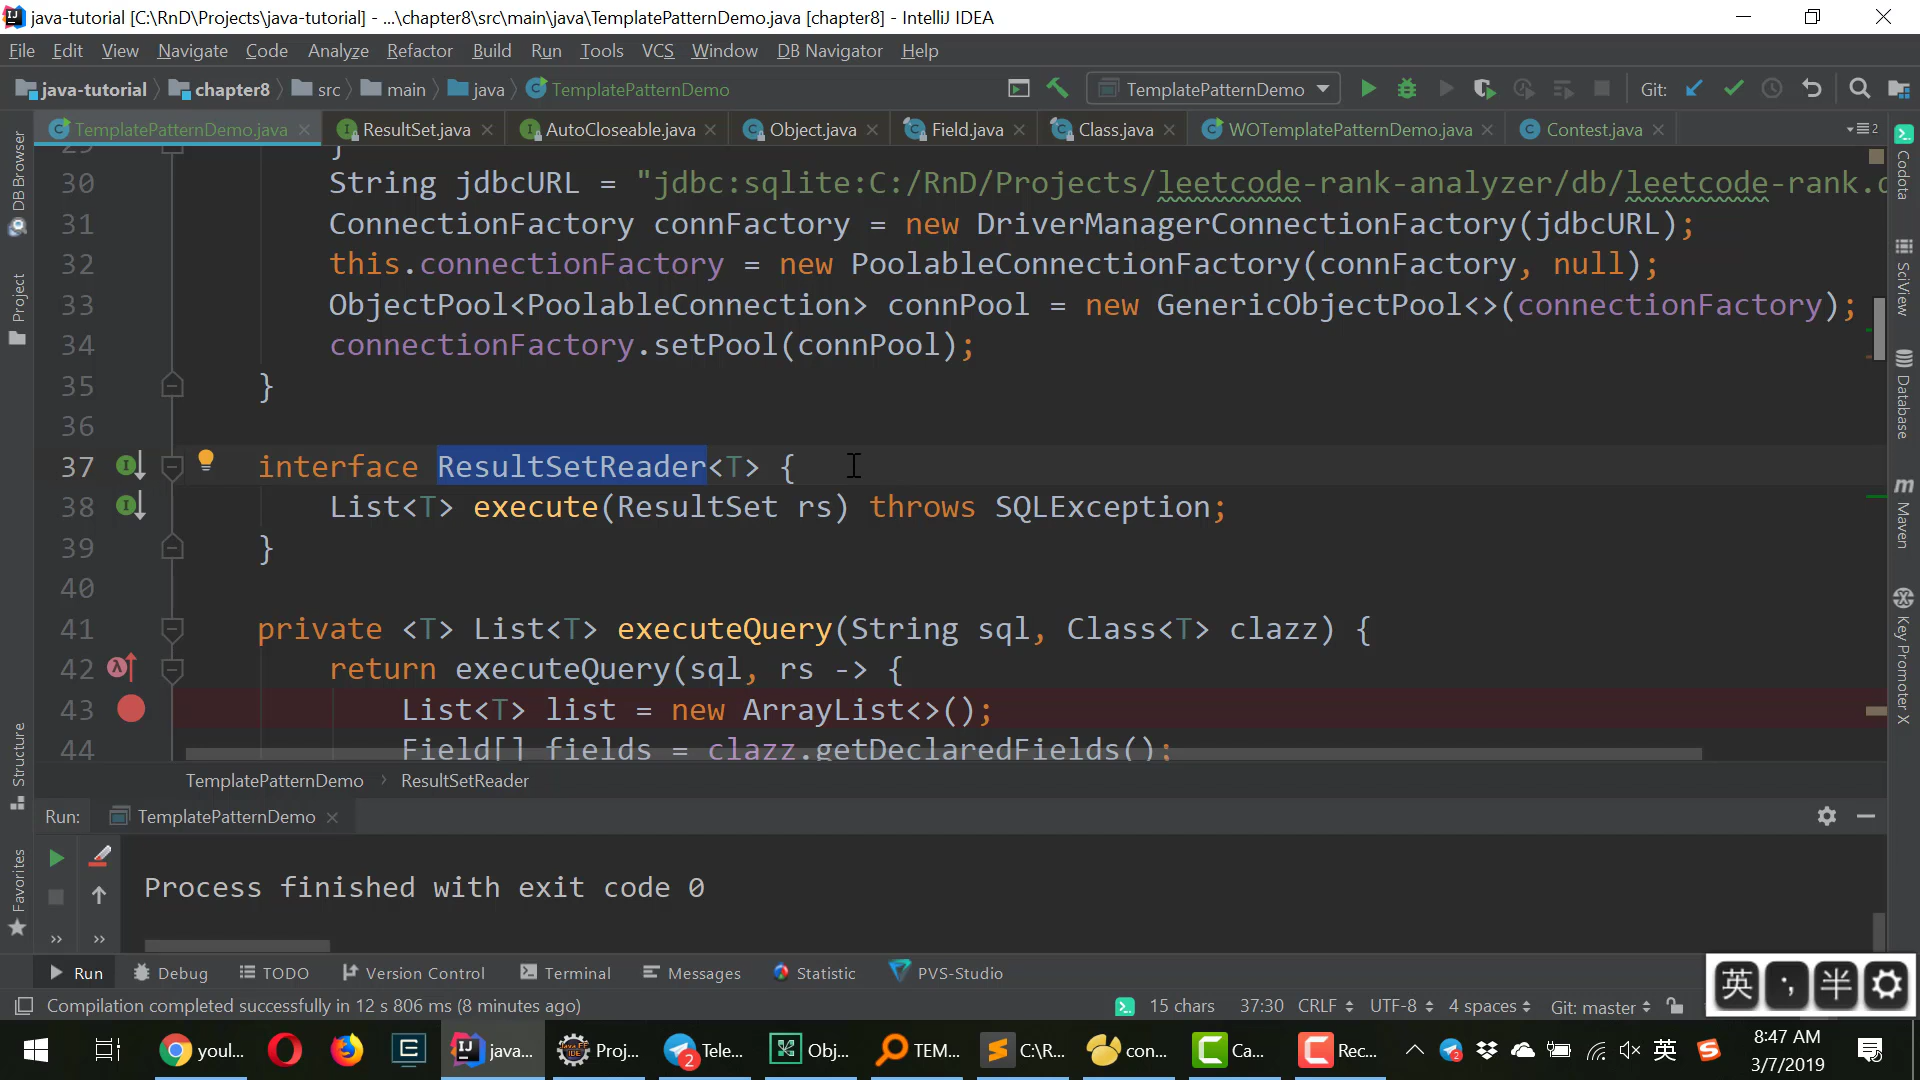 java-tutorial [C:\RnD\Projects\java-tutorial] - ...\chapter8\src\main\java\TemplatePatternDemo.java [chapter8] - IntelliJ IDEA
File Edit View Navigate Code Analyze Refactor Build Run Tools VCS Window DB Navigator Help
java-tutorial chapter8 src main java TemplatePatternDemo TemplatePatternDemo Git:
TemplatePatternDemo.java ResultSet.java AutoCloseable.java Object.java Field.java Class.java WOTemplatePatternDemo.java Contest.java 2
29 }
30 String jdbcURL = "jdbc:sqlite:C:/RnD/Projects/leetcode-rank-analyzer/db/leetcode-rank.d
31 ConnectionFactory connFactory = new DriverManagerConnectionFactory(jdbcURL);
32 this.connectionFactory = new PoolableConnectionFactory(connFactory, null);
33 ObjectPool<PoolableConnection> connPool = new GenericObjectPool<>(connectionFactory);
34 connectionFactory.setPool(connPool);
35 }
36
37 interface ResultSetReader<T> {
38 List<T> execute(ResultSet rs) throws SQLException;
39 }
40
41 private <T> List<T> executeQuery(String sql, Class<T> clazz) {
42 return executeQuery(sql, rs -> {
43 List<T> list = new ArrayList<>();
44 Field[] fields = clazz.getDeclaredFields();
TemplatePatternDemo ResultSetReader
DB Browser
Project
Structure
Favorites
Codota
SciView
Database
Maven
Key Promoter X
Run: TemplatePatternDemo
Process finished with exit code 0
Run Debug TODO Version Control Terminal Messages Statistic PVS-Studio
英 半
Compilation completed successfully in 12 s 806 ms (8 minutes ago) 15 chars 37:30 CRLF UTF-8 4 spaces Git: master
youl... java... Proj... Tele... Obj... TEM... C:\R... con... Ca... Rec... 英 8:47 AM
3/7/2019